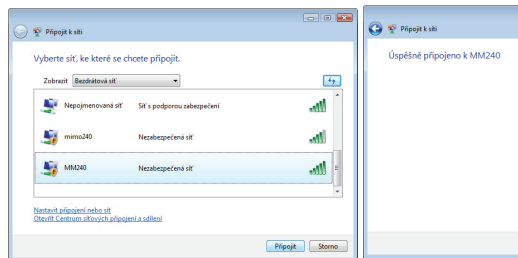 Připojit k síti
Vyberte síť, ke které se chcete připojit.
Zobrazit Bezdrátová síť
Nepojmenovaná síť Síť s podporou zabezpečení
mimo240 Nezabezpečená síť
MM240 Nezabezpečená síť
Nastavit připojení nebo síť
Otevřít Centrum síťových připojení a sdílení
Připojit Storno
Připojit k síti
Úspěšně připojeno k MM240